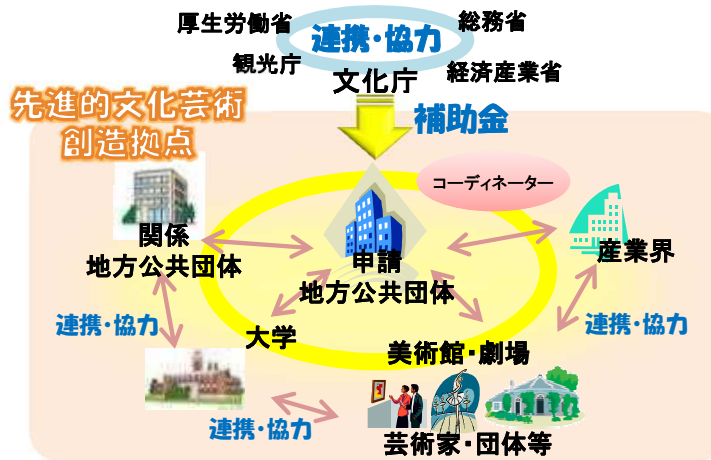 厚生労働省
連携・協力
総務省
観光庁
文化庁
経済産業省
先進的文化芸術
創造拠点
補助金
コーディネーター
関係
地方公共団体
申請
地方公共団体
産業界
連携・協力
大学
連携・協力
美術館・劇場
連携・協力
芸術家・団体等